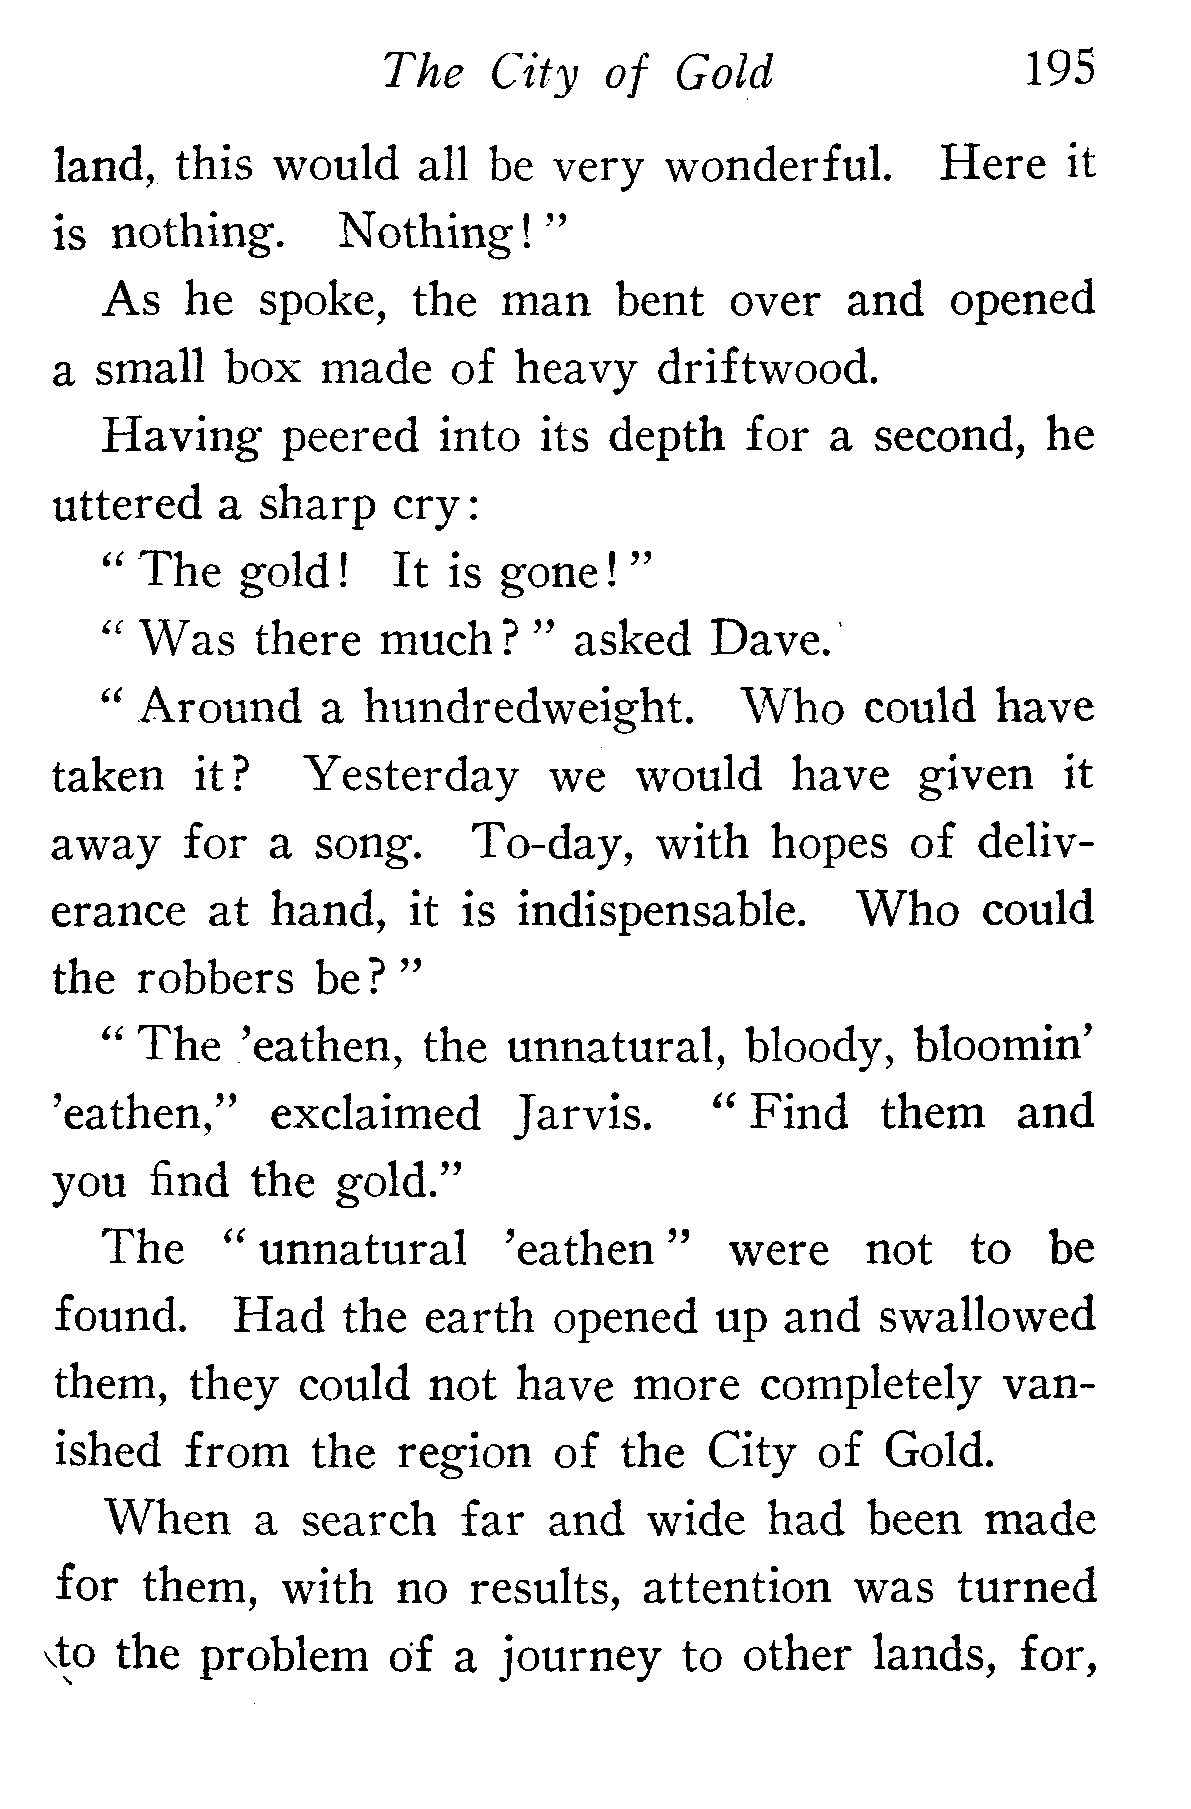 The City of Gold 195
land, this would all be very wonderful. Here it
is nothing. Nothing! ”
As he spoke, the man bent over and opened
a small box made of heavy driftwood.
Having peered into its depth for a second, he
uttered a sharp cry:
“ The gold! It is gone! ”
“ Was there much? ” asked Dave.
“ Around a hundredweight. Who could have
taken it? Yesterday we would have given it
away for a song. To-day, with hopes of deliv-
erance at hand, it is indispensable. Who could
the robbers be? ”
“ The ’eathen, the unnatural, bloody, bloomin’
’eathen,” exclaimed Jarvis. “ Find them and
you find the gold.”
The “ unnatural ’eathen ” were not to be
found. Had the earth opened up and swallowed
them, they could not have more completely van-
ished from the region of the City of Gold.
When a search far and wide had been made
for them, with no results, attention was turned
to the problem of a journey to other lands, for,